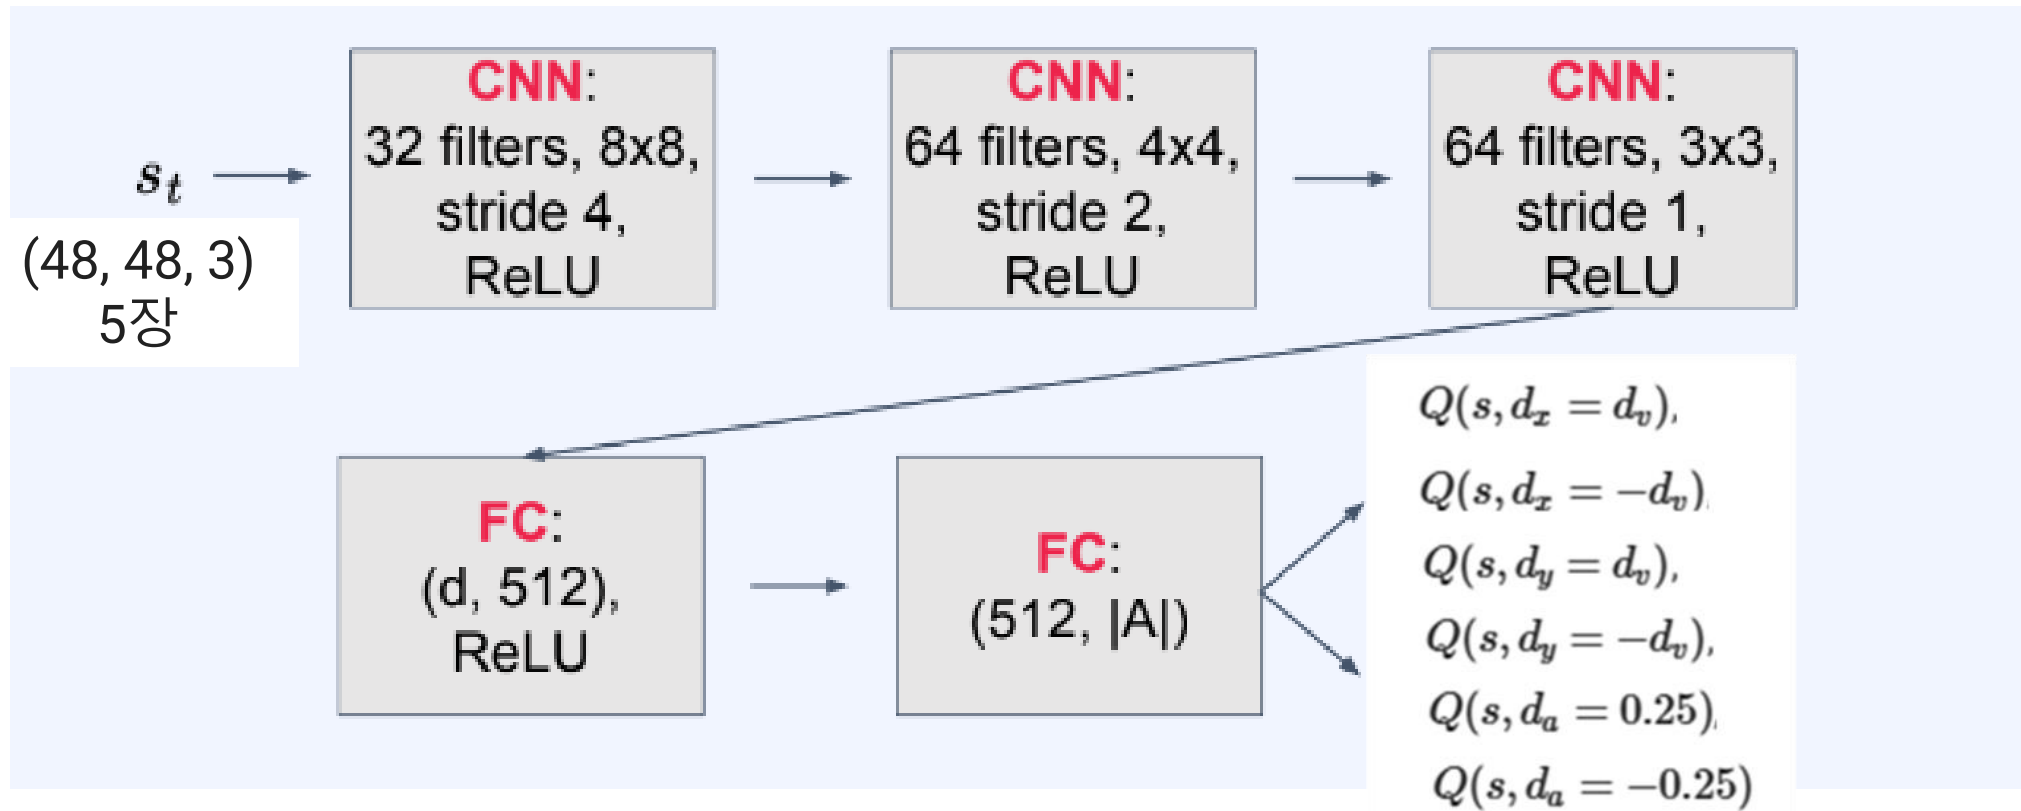 s_t
(48, 48, 3)
5장
CNN:
32 filters, 8x8,
stride 4,
ReLU
CNN:
64 filters, 4x4,
stride 2,
ReLU
CNN:
64 filters, 3x3,
stride 1,
ReLU
FC:
(d, 512),
ReLU
FC:
(512, |A|)
Q(s, d_x = d_v),
Q(s, d_x = −d_v),
Q(s, d_y = d_v),
Q(s, d_y = −d_v),
Q(s, d_a = 0.25),
Q(s, d_a = −0.25)